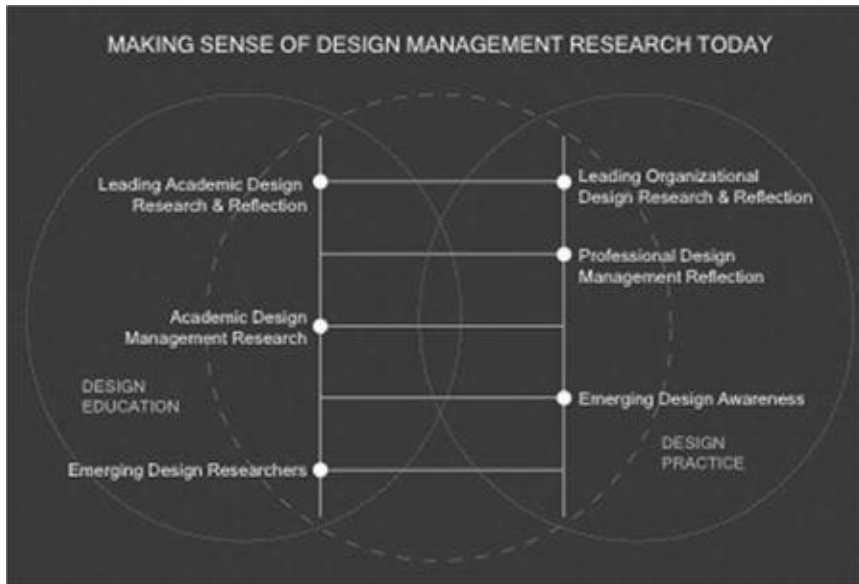 MAKING SENSE OF DESIGN MANAGEMENT RESEARCH TODAY
Leading Academic Design
Research & Reflection
Leading Organizational
Design Research & Reflection
Professional Design
Management Reflection
Academic Design
Management Research
DESIGN
EDUCATION
Emerging Design Awareness
DESIGN
PRACTICE
Emerging Design Researchers